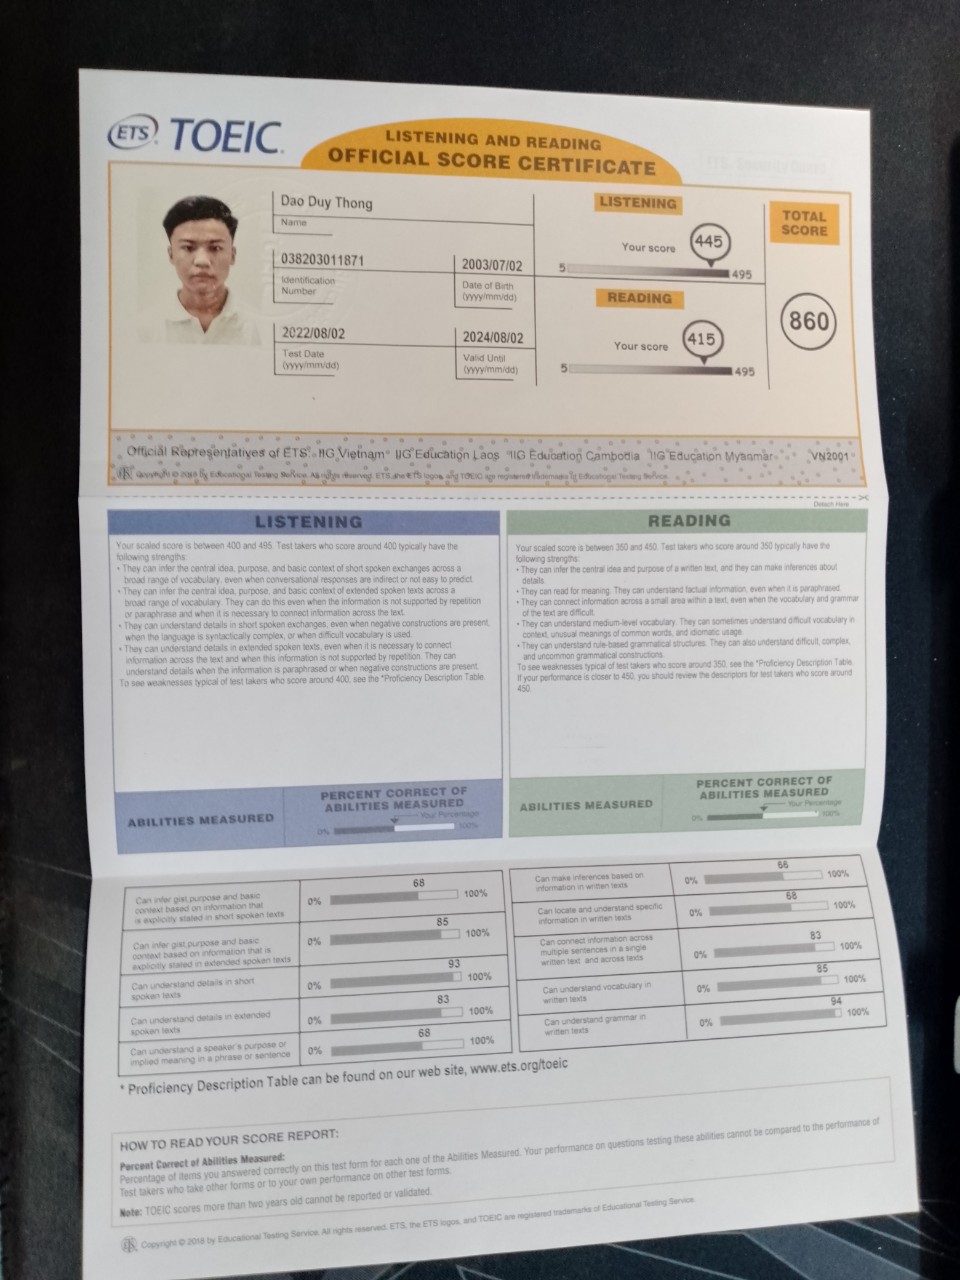 ETS TOEIC
LISTENING AND READING
OFFICIAL SCORE CERTIFICATE
Dao Duy Thong
Name
038203011871
Identification
Number
2003/07/02
Date of Birth
(yyyy/mm/dd)
2022/08/02
Test Date
(yyyy/mm/dd)
2024/08/02
Valid Until
(yyyy/mm/dd)
LISTENING
Your score
445
5
495
READING
Your score
415
5
495
TOTAL
SCORE
860
Official Representatives of ETS: IIG Vietnam IIG Education Laos IIG Education Cambodia IIG Education Myanmar VN2001
Copyright © 2018 by Educational Testing Service. All rights reserved. ETS, the ETS logos, and TOEIC are registered trademarks of Educational Testing Service.
Detach Here
LISTENING
Your scaled score is between 400 and 495. Test takers who score around 400 typically have the
following strengths:
• They can infer the central idea, purpose, and basic context of short spoken exchanges across a
broad range of vocabulary, even when conversational responses are indirect or not easy to predict.
• They can infer the central idea, purpose, and basic context of extended spoken texts across a
broad range of vocabulary. They can do this even when the information is not supported by repetition
or paraphrase and when it is necessary to connect information across the text.
• They can understand details in short spoken exchanges, even when negative constructions are present,
when the language is syntactically complex, or when difficult vocabulary is used.
• They can understand details in extended spoken texts, even when it is necessary to connect
information across the text and when this information is not supported by repetition. They can
understand details when the information is paraphrased or when negative constructions are present.
To see weaknesses typical of test takers who score around 400, see the *Proficiency Description Table.
READING
Your scaled score is between 350 and 450. Test takers who score around 350 typically have the
following strengths:
• They can infer the central idea and purpose of a written text, and they can make inferences about
details.
• They can read for meaning. They can understand factual information, even when it is paraphrased.
• They can connect information across a small area within a text, even when the vocabulary and grammar
of the text are difficult.
• They can understand medium-level vocabulary. They can sometimes understand difficult vocabulary in
context, unusual meanings of common words, and idiomatic usage.
• They can understand rule-based grammatical structures. They can also understand difficult, complex,
and uncommon grammatical constructions.
To see weaknesses typical of test takers who score around 350, see the *Proficiency Description Table.
If your performance is closer to 450, you should review the descriptors for test takers who score around
450.
ABILITIES MEASURED
PERCENT CORRECT OF
ABILITIES MEASURED
Your Percentage
0% 100%
ABILITIES MEASURED
PERCENT CORRECT OF
ABILITIES MEASURED
Your Percentage
0% 100%
Can infer gist, purpose and basic
context based on information that
is explicitly stated in short spoken texts
0% 68 100%
Can infer gist, purpose and basic
context based on information that is
explicitly stated in extended spoken texts
0% 85 100%
Can understand details in short
spoken texts
0% 93 100%
Can understand details in extended
spoken texts
0% 83 100%
Can understand a speaker's purpose or
implied meaning in a phrase or sentence
0% 68 100%
Can make inferences based on
information in written texts
0% 66 100%
Can locate and understand specific
information in written texts
0% 68 100%
Can connect information across
multiple sentences in a single
written text and across texts
0% 83 100%
Can understand vocabulary in
written texts
0% 85 100%
Can understand grammar in
written texts
0% 94 100%
* Proficiency Description Table can be found on our web site, www.ets.org/toeic
HOW TO READ YOUR SCORE REPORT:
Percent Correct of Abilities Measured:
Percentage of items you answered correctly on this test form for each one of the Abilities Measured. Your performance on questions testing these abilities cannot be compared to the performance of
Test takers who take other forms or to your own performance on other test forms.
Note: TOEIC scores more than two years old cannot be reported or validated.
Copyright © 2018 by Educational Testing Service. All rights reserved. ETS, the ETS logos, and TOEIC are registered trademarks of Educational Testing Service.